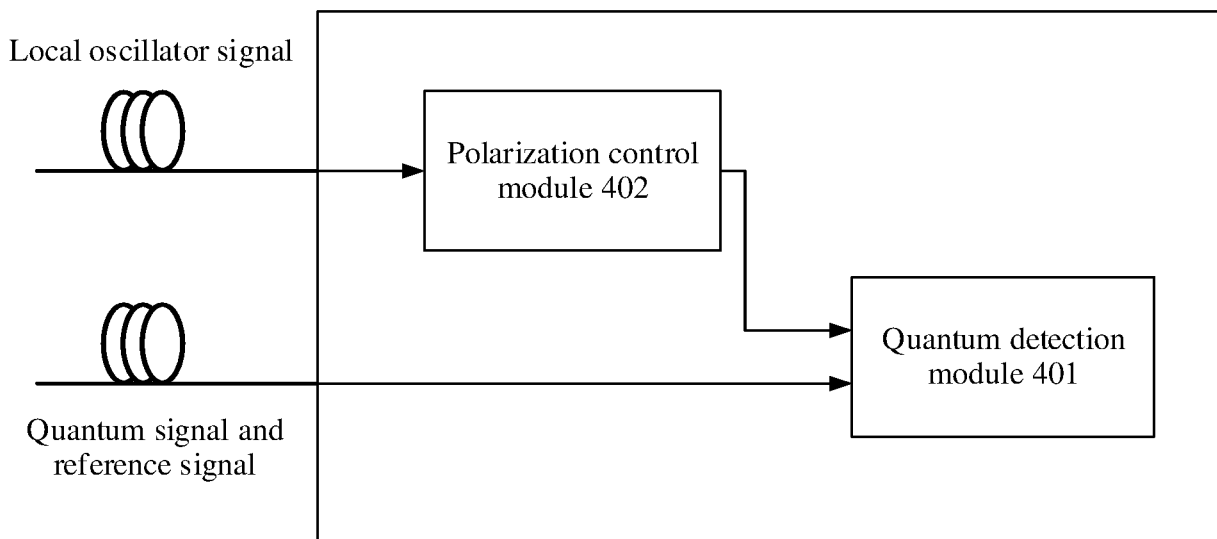 Local oscillator signal
Polarization control
module 402
Quantum detection
module 401
Quantum signal and
reference signal